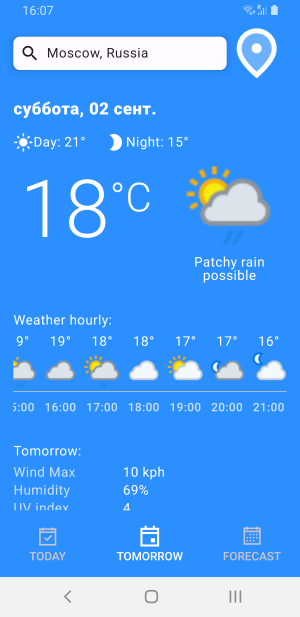 16:07
Moscow, Russia
суббота, 02 сент.
Day: 21° Night: 15°
18°C
Patchy rain
possible
Weather hourly:
9° 19° 18° 18° 17° 17° 16°
5:00 16:00 17:00 18:00 19:00 20:00 21:00
Tomorrow:
Wind Max 10 kph
Humidity 69%
UV index 4
TODAY TOMORROW FORECAST